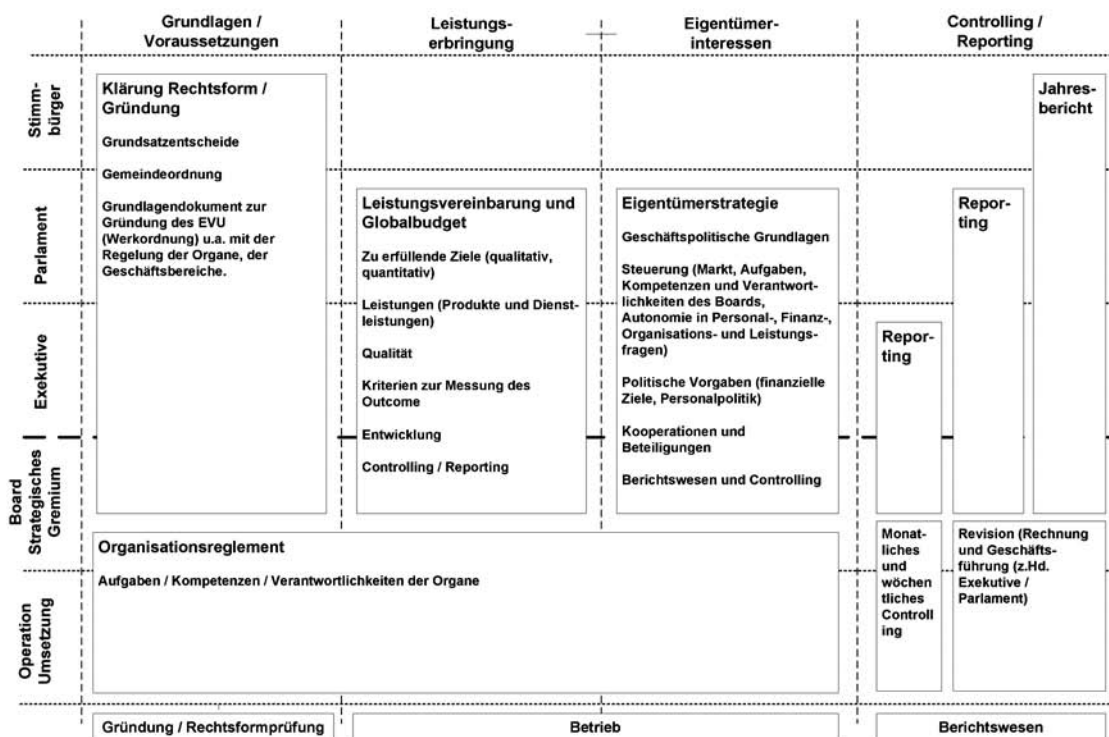 Grundlagen /
Voraussetzungen
Leistungs-
erbringung
Eigentümer-
interessen
Controlling /
Reporting
Stimm-
bürger
Parlament
Exekutive
Board
Strategisches
Gremium
Operation
Umsetzung
Klärung Rechtsform /
Gründung
Grundsatzentscheide
Gemeindeordnung
Grundlagendokument zur
Gründung des EVU
(Werkordnung) u.a. mit der
Regelung der Organe, der
Geschäftsbereiche.
Leistungsvereinbarung und
Globalbudget
Zu erfüllende Ziele (qualitativ,
quantitativ)
Leistungen (Produkte und Dienst-
leistungen)
Qualität
Kriterien zur Messung des
Outcome
Entwicklung
Controlling / Reporting
Eigentümerstrategie
Geschäftspolitische Grundlagen
Steuerung (Markt, Aufgaben,
Kompetenzen und Verantwort-
lichkeiten des Boards,
Autonomie in Personal-, Finanz-,
Organisations- und Leistungs-
fragen)
Politische Vorgaben (finanzielle
Ziele, Personalpolitik)
Kooperationen und
Beteiligungen
Berichtswesen und Controlling
Repor-
ting
Repor-
ting
Jahres-
bericht
Organisationsreglement
Aufgaben / Kompetenzen / Verantwortlichkeiten der Organe
Monat-
liches
und
wöchen
tliches
Controll
ing
Revision (Rechnung
und Geschäfts-
führung (z.Hd.
Exekutive /
Parlament)
Gründung / Rechtsformprüfung
Betrieb
Berichtswesen